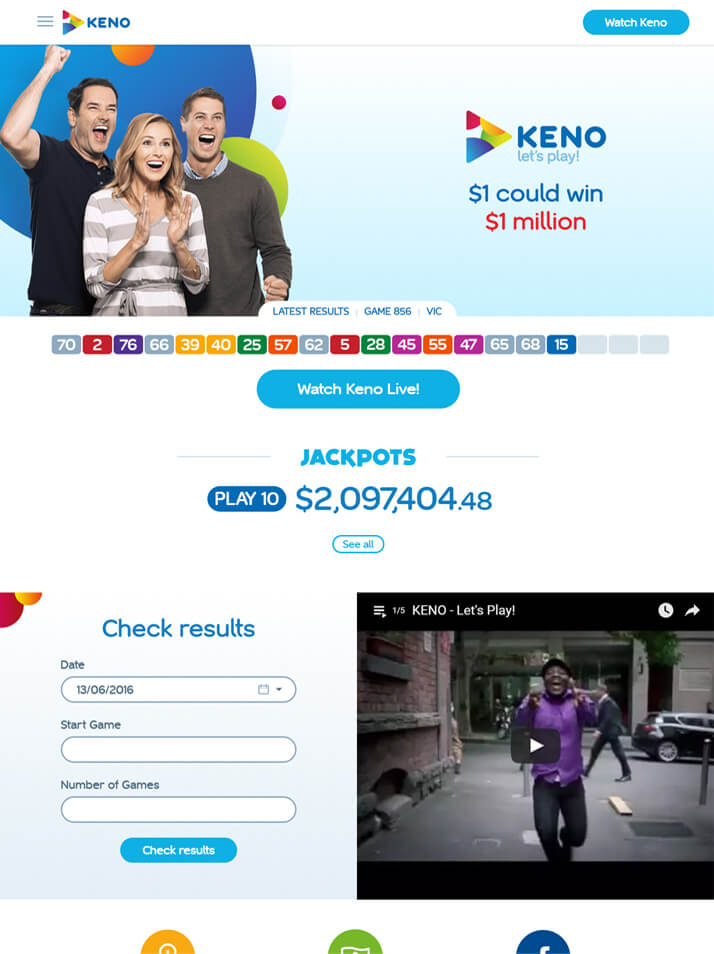 KENO
Watch Keno
KENO
let's play!
$1 could win
$1 million
LATEST RESULTS | GAME 856 | VIC
70 2 76 66 39 40 25 57 62 5 28 45 55 47 65 68 15
Watch Keno Live!
JACKPOTS
PLAY 10 $2,097,404.48
See all
Check results
Date
13/06/2016
Start Game
Number of Games
Check results
1/5 KENO - Let's Play!